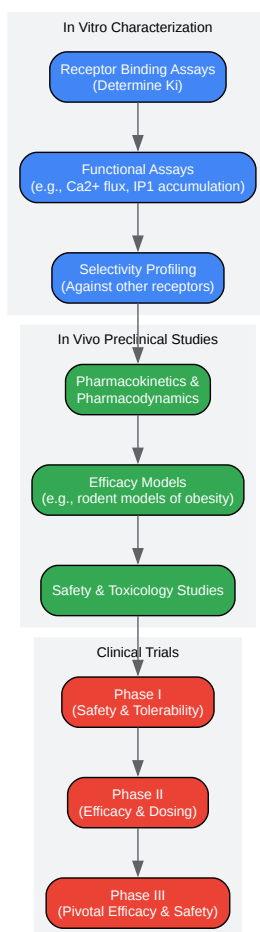 In Vitro Characterization
Receptor Binding Assays
(Determine Ki)
Functional Assays
(e.g., Ca2+ flux, IP1 accumulation)
Selectivity Profiling
(Against other receptors)
In Vivo Preclinical Studies
Pharmacokinetics &
Pharmacodynamics
Efficacy Models
(e.g., rodent models of obesity)
Safety & Toxicology Studies
Clinical Trials
Phase I
(Safety & Tolerability)
Phase II
(Efficacy & Dosing)
Phase III
(Pivotal Efficacy & Safety)